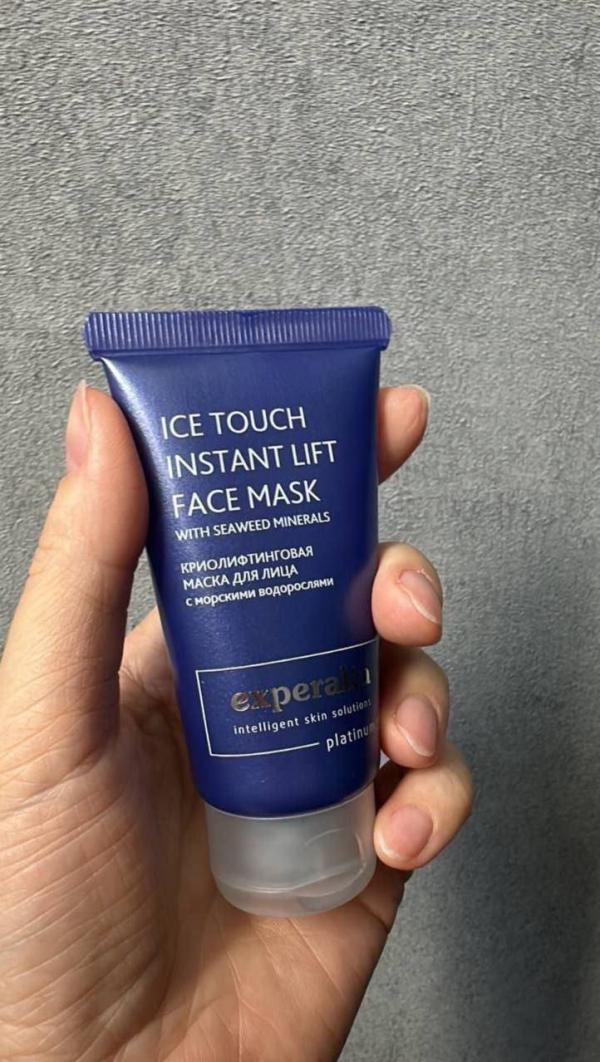 ICE TOUCH
INSTANT LIFT
FACE MASK
WITH SEAWEED MINERALS
КРИОЛИФТИНГОВАЯ
МАСКА ДЛЯ ЛИЦА
с морскими водорослями
experalta
intelligent skin solutions
platinum